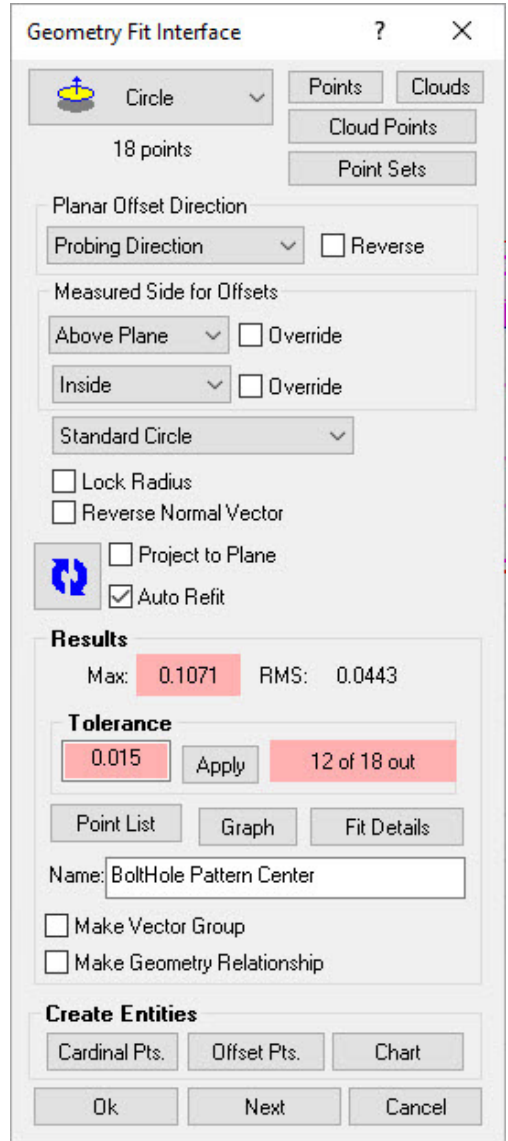 Geometry Fit Interface ? X
Circle Points Clouds
18 points Cloud Points
Point Sets
Planar Offset Direction
Probing Direction Reverse
Measured Side for Offsets
Above Plane Override
Inside Override
Standard Circle
Lock Radius
Reverse Normal Vector
Project to Plane
Auto Refit
Results
Max: 0.1071 RMS: 0.0443
Tolerance
0.015 Apply 12 of 18 out
Point List Graph Fit Details
Name: BoltHole Pattern Center
Make Vector Group
Make Geometry Relationship
Create Entities
Cardinal Pts. Offset Pts. Chart
Ok Next Cancel